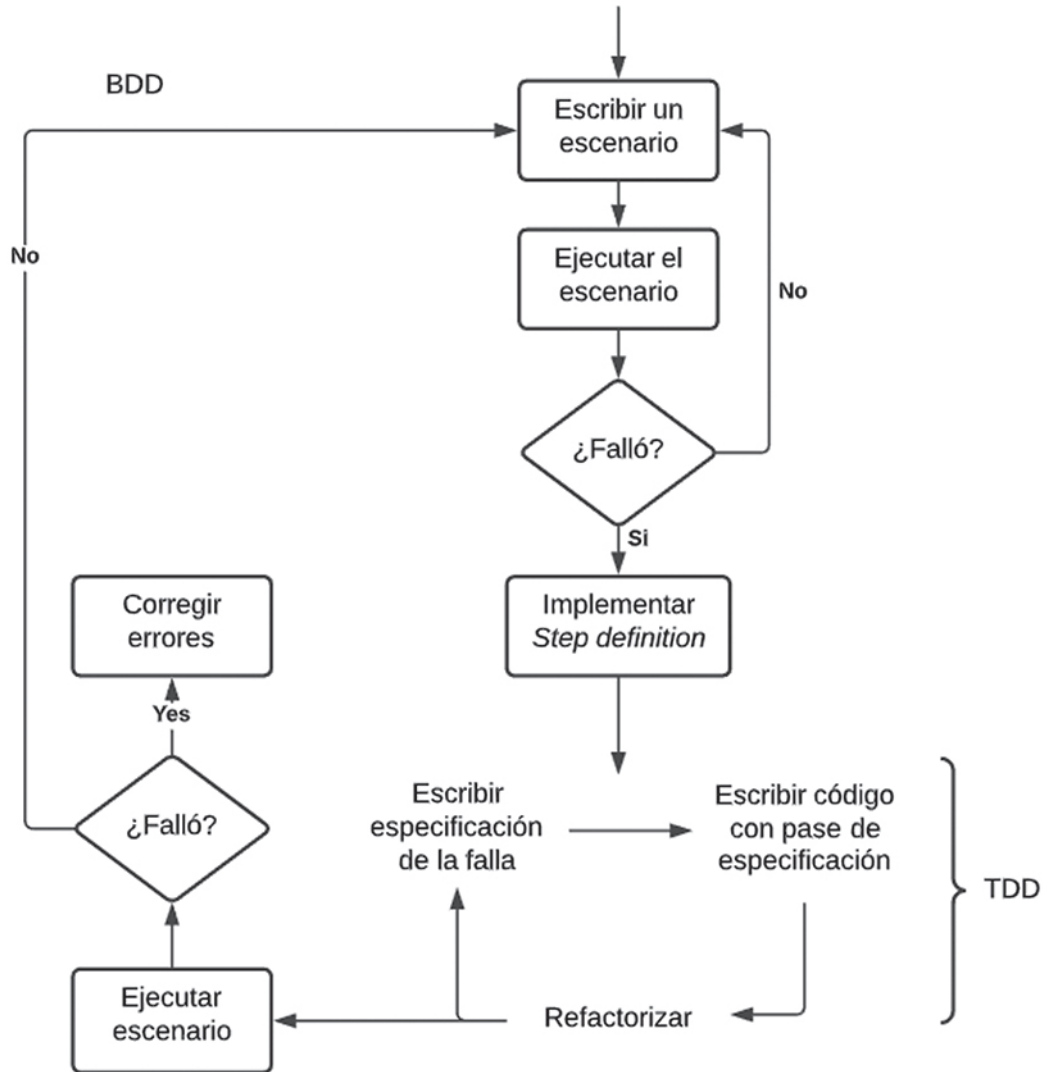 BDD
Escribir un
escenario
Ejecutar el
escenario
No
No
¿Falló?
Si
Implementar
Step definition
Corregir
errores
Yes
¿Falló?
Escribir
especificación
de la falla
Escribir código
con pase de
especificación
TDD
Refactorizar
Ejecutar
escenario